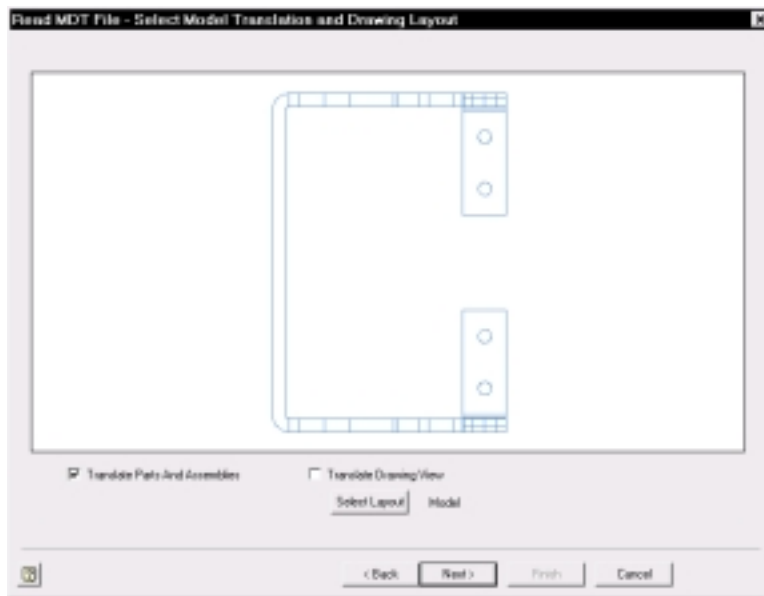 Read MDT File - Select Model Translation and Drawing Layout
Translate Parts And Assemblies Translate Drawing View
Select Layout Model
< Back Next > Finish Cancel